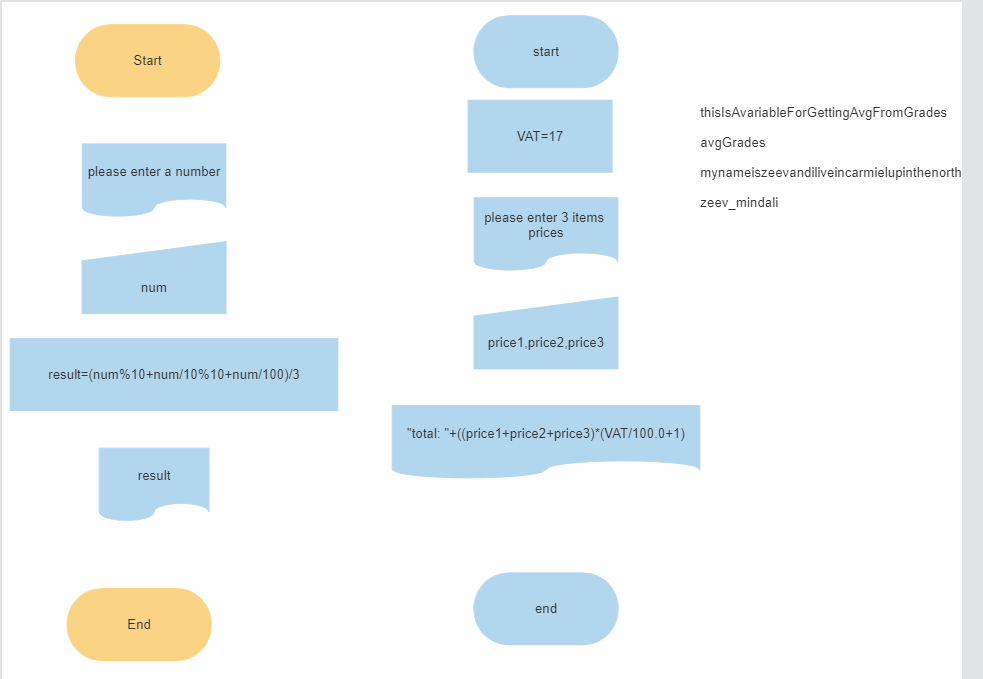 Start
please enter a number
num
result=(num%10+num/10%10+num/100)/3
result
End
start
VAT=17
please enter 3 items
prices
price1,price2,price3
"total: "+((price1+price2+price3)*(VAT/100.0+1)
end
thisIsAvariableForGettingAvgFromGrades
avgGrades
mynameiszeevandiliveincarmielupinthenorth
zeev_mindali